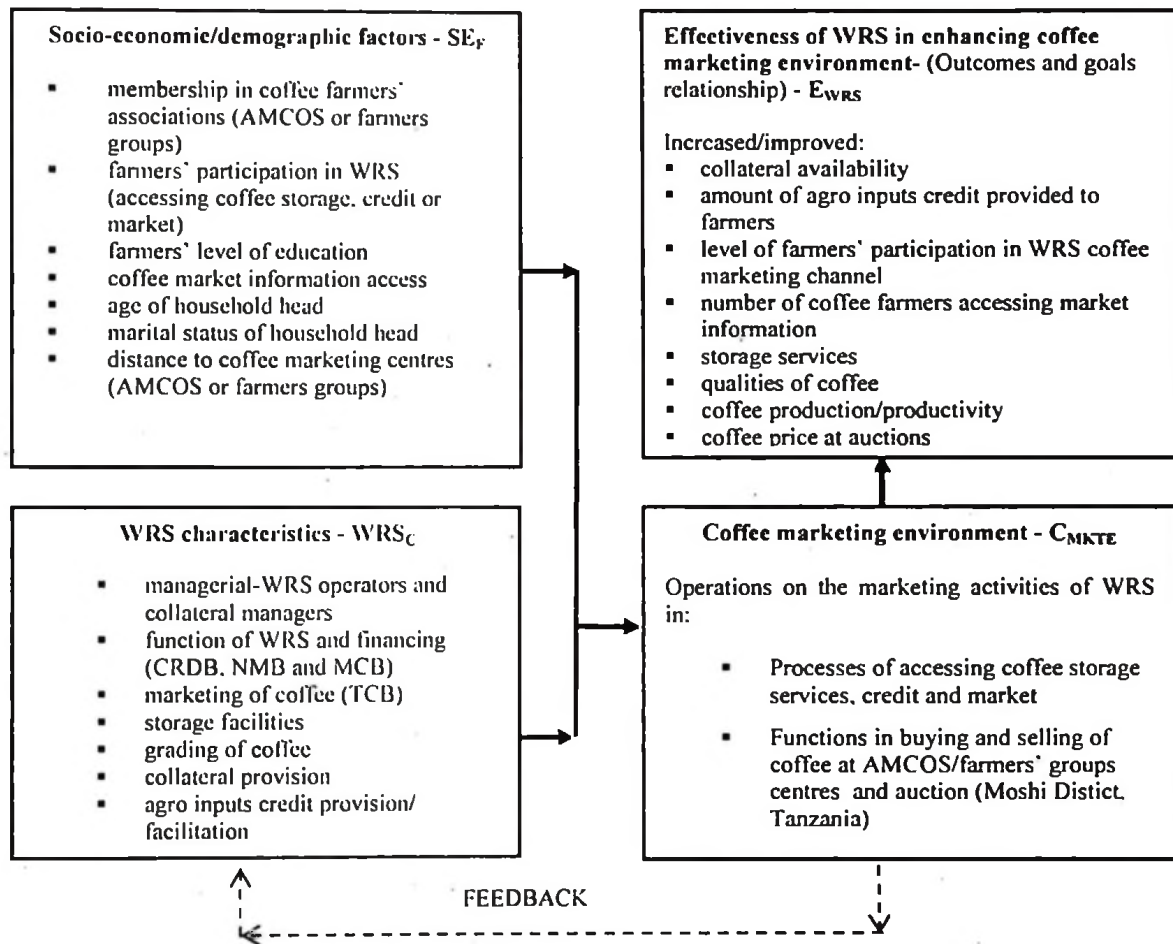 Socio-economic/demographic factors - SEF
▪ membership in coffee farmers'
associations (AMCOS or farmers
groups)
▪ farmers' participation in WRS
(accessing coffee storage, credit or
market)
▪ farmers' level of education
▪ coffee market information access
▪ age of household head
▪ marital status of household head
▪ distance to coffee marketing centres
(AMCOS or farmers groups)
Effectiveness of WRS in enhancing coffee
marketing environment- (Outcomes and goals
relationship) - EWRS
Increased/improved:
▪ collateral availability
▪ amount of agro inputs credit provided to
farmers
▪ level of farmers' participation in WRS coffee
marketing channel
▪ number of coffee farmers accessing market
information
▪ storage services
▪ qualities of coffee
▪ coffee production/productivity
▪ coffee price at auctions
WRS characteristics - WRSC
▪ managerial-WRS operators and
collateral managers
▪ function of WRS and financing
(CRDB, NMB and MCB)
▪ marketing of coffee (TCB)
▪ storage facilities
▪ grading of coffee
▪ collateral provision
▪ agro inputs credit provision/
facilitation
Coffee marketing environment - CMKTE
Operations on the marketing activities of WRS
in:
▪ Processes of accessing coffee storage
services, credit and market
▪ Functions in buying and selling of
coffee at AMCOS/farmers' groups
centres and auction (Moshi Distict,
Tanzania)
FEEDBACK